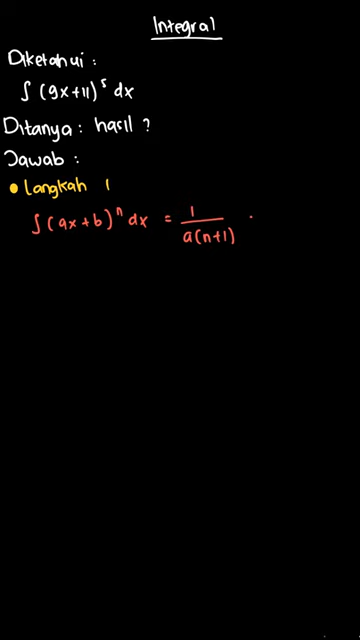 Integral
Diketahui :
∫ (9x+11)⁵ dx
Ditanya : hasil ?
Jawab :
• Langkah 1
∫ (ax + b)ⁿ dx = 1/a(n+1) ·